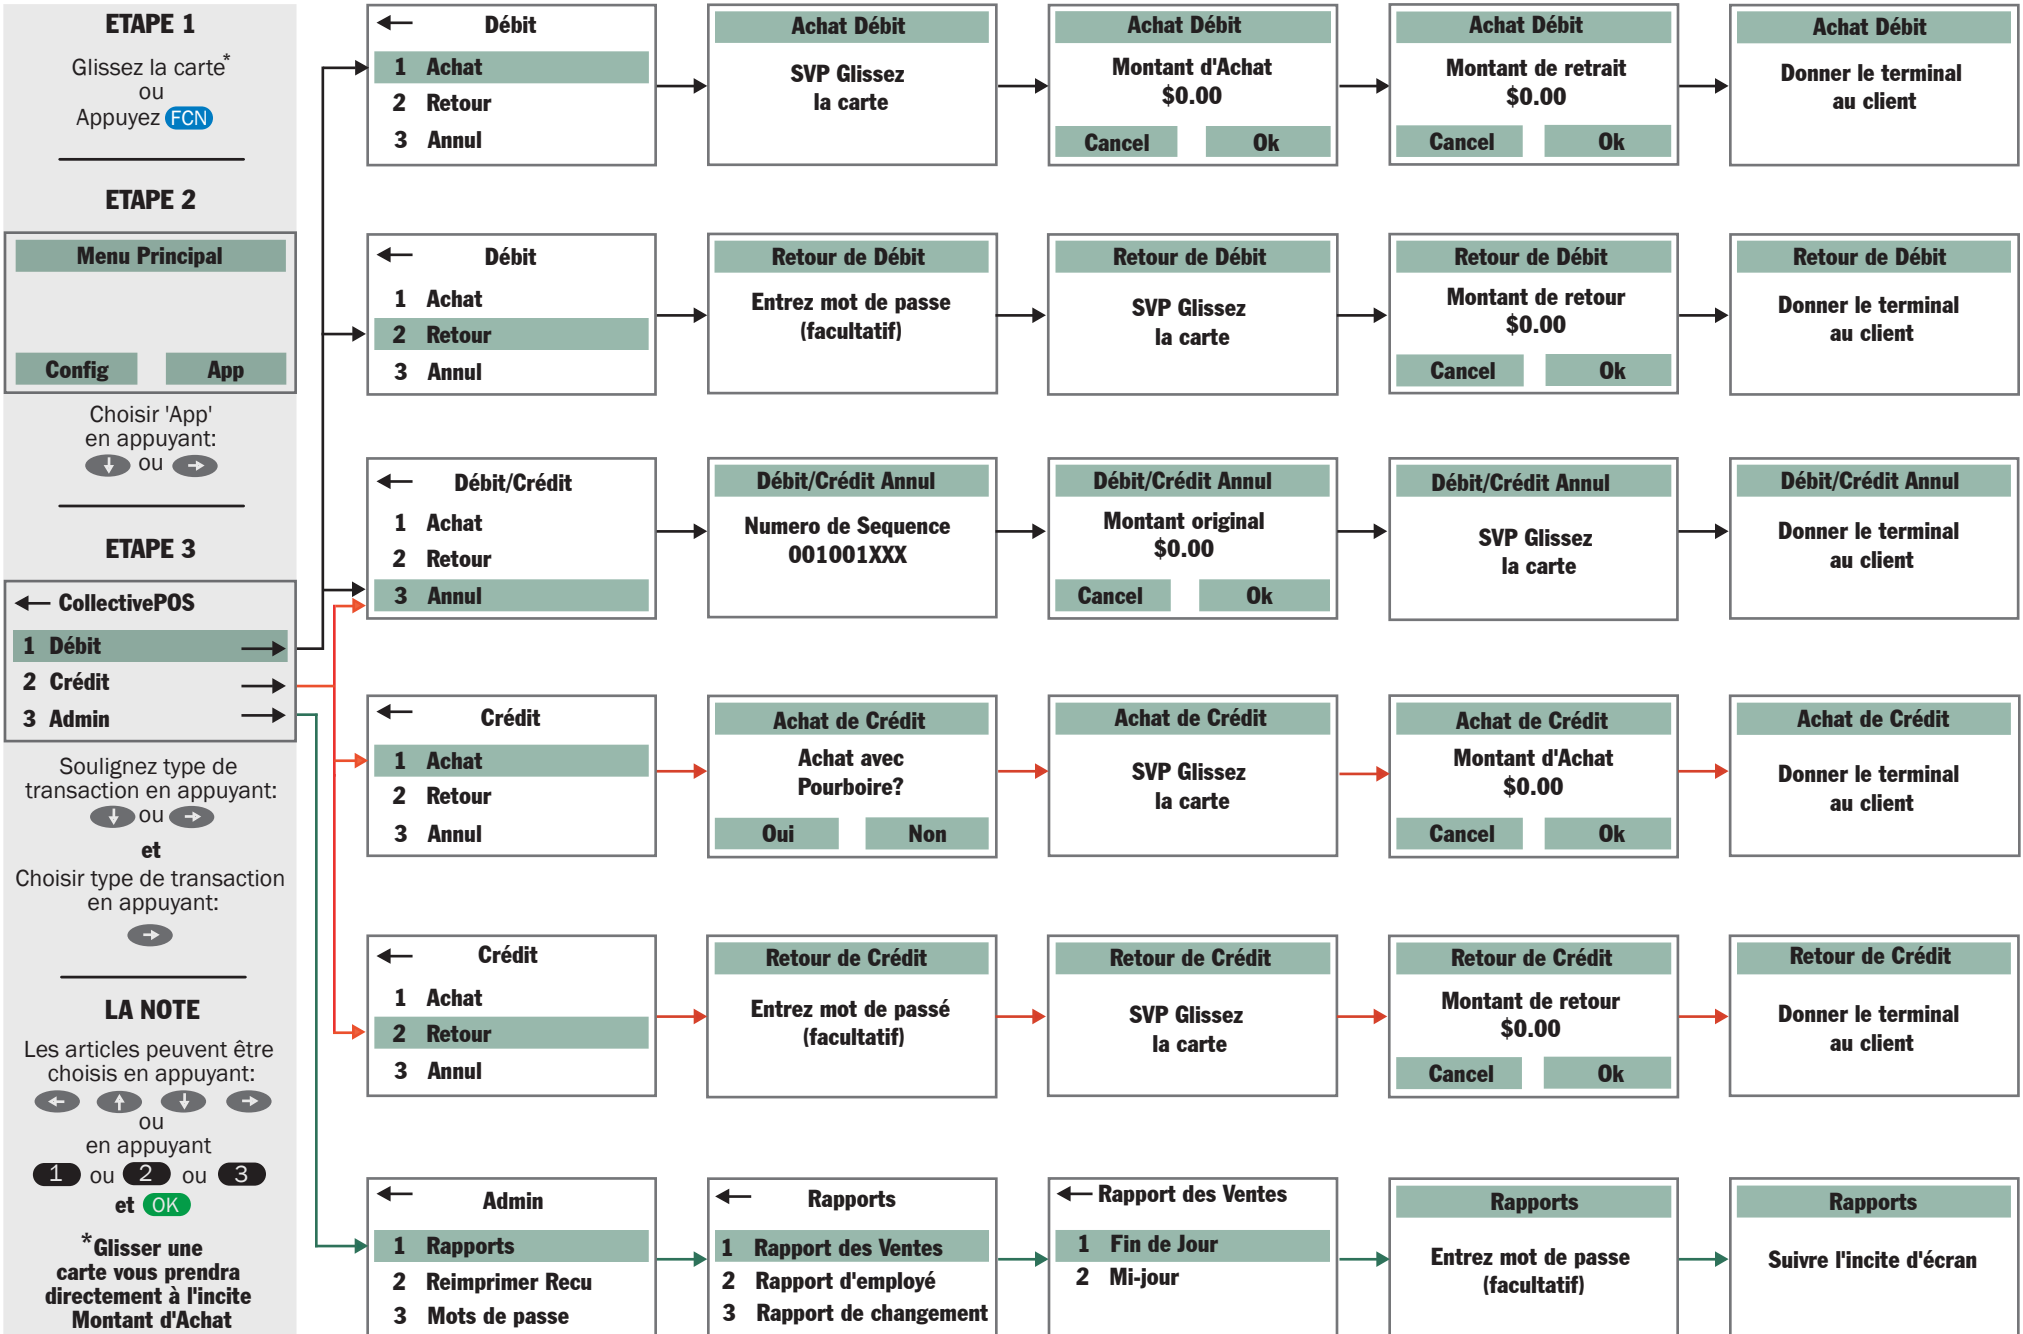 ETAPE 1
Glissez la carte*
ou
Appuyez FCN
ETAPE 2
Menu Principal
Config App
Choisir 'App'
en appuyant:
ou
ETAPE 3
CollectivePOS
1 Débit
2 Crédit
3 Admin
Soulignez type de
transaction en appuyant:
ou
et
Choisir type de transaction
en appuyant:
LA NOTE
Les articles peuvent être
choisis en appuyant:
ou
en appuyant
1 ou 2 ou 3
et OK
*Glisser une
carte vous prendra
directement à l'incite
Montant d'Achat
Débit
1 Achat
2 Retour
3 Annul
Achat Débit
SVP Glissez
la carte
Achat Débit
Montant d'Achat
$0.00
Cancel Ok
Achat Débit
Montant de retrait
$0.00
Cancel Ok
Achat Débit
Donner le terminal
au client
Débit
1 Achat
2 Retour
3 Annul
Retour de Débit
Entrez mot de passe
(facultatif)
Retour de Débit
SVP Glissez
la carte
Retour de Débit
Montant de retour
$0.00
Cancel Ok
Retour de Débit
Donner le terminal
au client
Débit/Crédit
1 Achat
2 Retour
3 Annul
Débit/Crédit Annul
Numero de Sequence
001001XXX
Débit/Crédit Annul
Montant original
$0.00
Cancel Ok
Débit/Crédit Annul
SVP Glissez
la carte
Débit/Crédit Annul
Donner le terminal
au client
Crédit
1 Achat
2 Retour
3 Annul
Achat de Crédit
Achat avec
Pourboire?
Oui Non
Achat de Crédit
SVP Glissez
la carte
Achat de Crédit
Montant d'Achat
$0.00
Cancel Ok
Achat de Crédit
Donner le terminal
au client
Crédit
1 Achat
2 Retour
3 Annul
Retour de Crédit
Entrez mot de passé
(facultatif)
Retour de Crédit
SVP Glissez
la carte
Retour de Crédit
Montant de retour
$0.00
Cancel Ok
Retour de Crédit
Donner le terminal
au client
Admin
1 Rapports
2 Reimprimer Recu
3 Mots de passe
Rapports
1 Rapport des Ventes
2 Rapport d'employé
3 Rapport de changement
Rapport des Ventes
1 Fin de Jour
2 Mi-jour
Rapports
Entrez mot de passe
(facultatif)
Rapports
Suivre l'incite d'écran